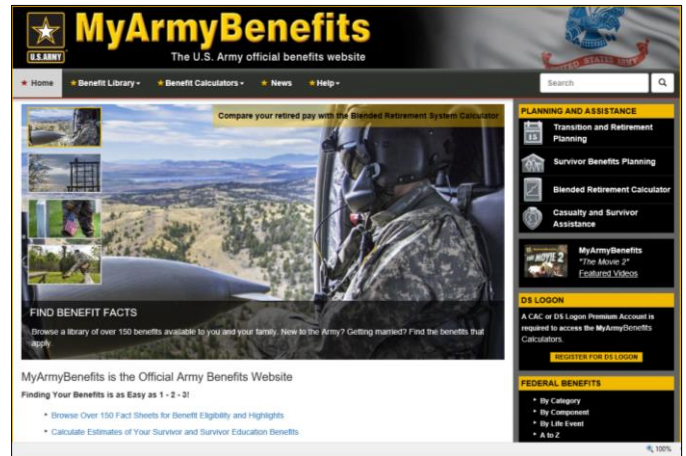 MyArmyBenefits
U.S. ARMY
The U.S. Army official benefits website
Home
Benefit Library
Benefit Calculators
News
Help
Search
Compare your retired pay with the Blended Retirement System Calculator
FIND BENEFIT FACTS
Browse a library of over 150 benefits available to you and your family. New to the Army? Getting married? Find the benefits that
apply.
MyArmyBenefits is the Official Army Benefits Website
Finding Your Benefits is as Easy as 1 - 2 - 3!
Browse Over 150 Fact Sheets for Benefit Eligibility and Highlights
Calculate Estimates of Your Survivor and Survivor Education Benefits
PLANNING AND ASSISTANCE
15
Transition and Retirement
Planning
Survivor Benefits Planning
Blended Retirement Calculator
Casualty and Survivor
Assistance
THE MOVIE 2
MyArmyBenefits
"The Movie 2"
Featured Videos
DS LOGON
A CAC or DS Logon Premium Account is
required to access the MyArmyBenefits
Calculators.
REGISTER FOR DS LOGON
FEDERAL BENEFITS
By Category
By Component
By Life Event
A to Z
100%